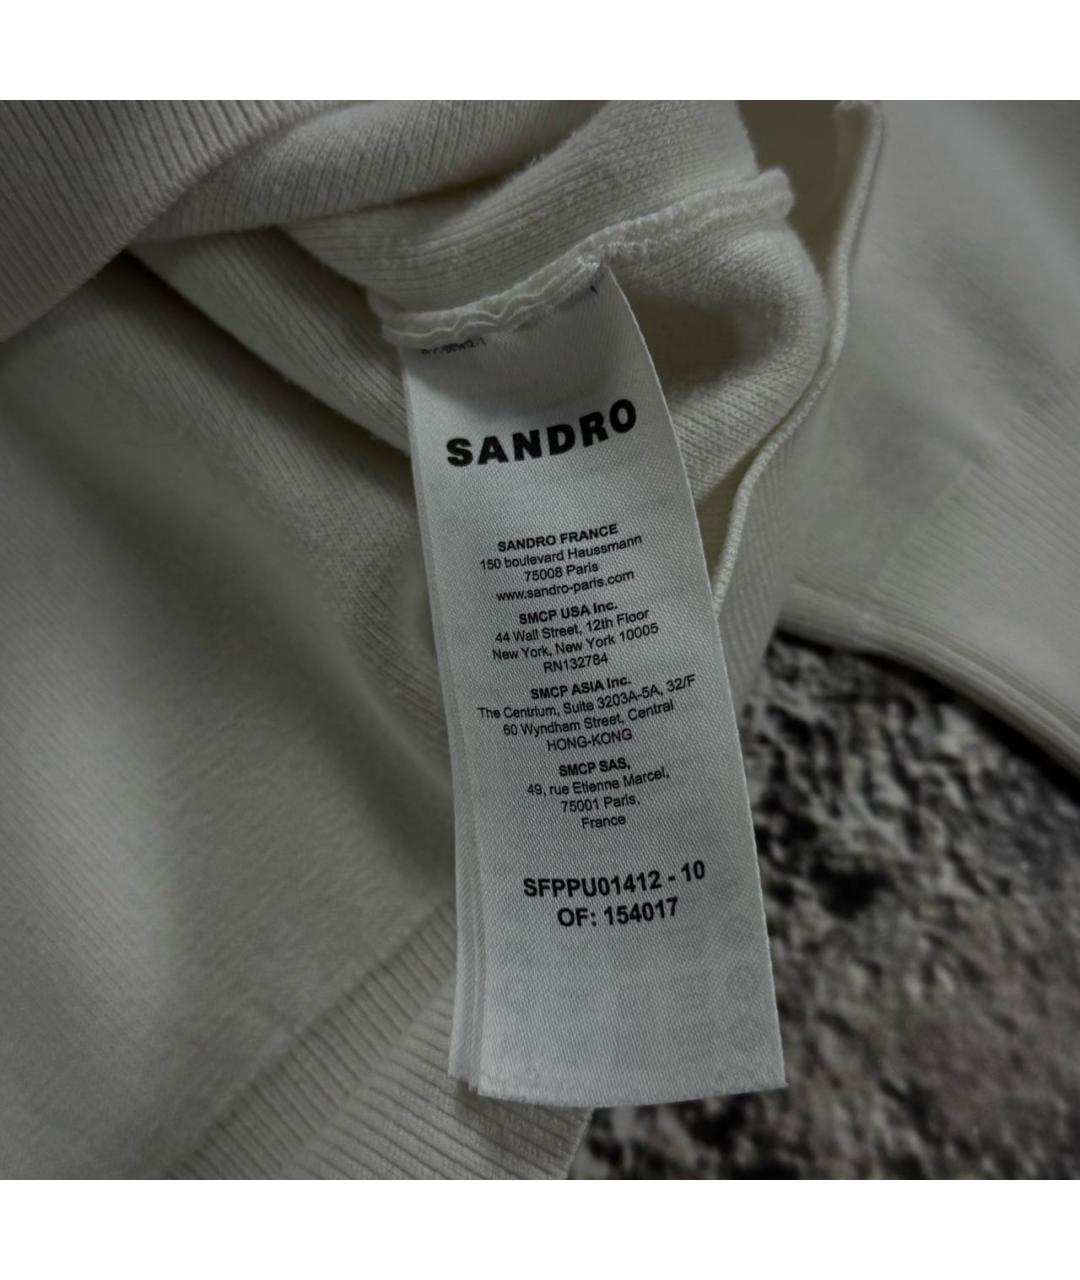 SANDRO
SANDRO FRANCE
150 boulevard Haussmann
75008 Paris
www.sandro-paris.com
SMCP USA Inc.
44 Wall Street, 12th Floor
New York, New York 10005
RN132784
SMCP ASIA Inc.
The Centrium, Suite 3203A-5A, 32/F
60 Wyndham Street, Central
HONG-KONG
SMCP SAS,
49, rue Etienne Marcel,
75001 Paris,
France
SFPPU01412 - 10
OF: 154017